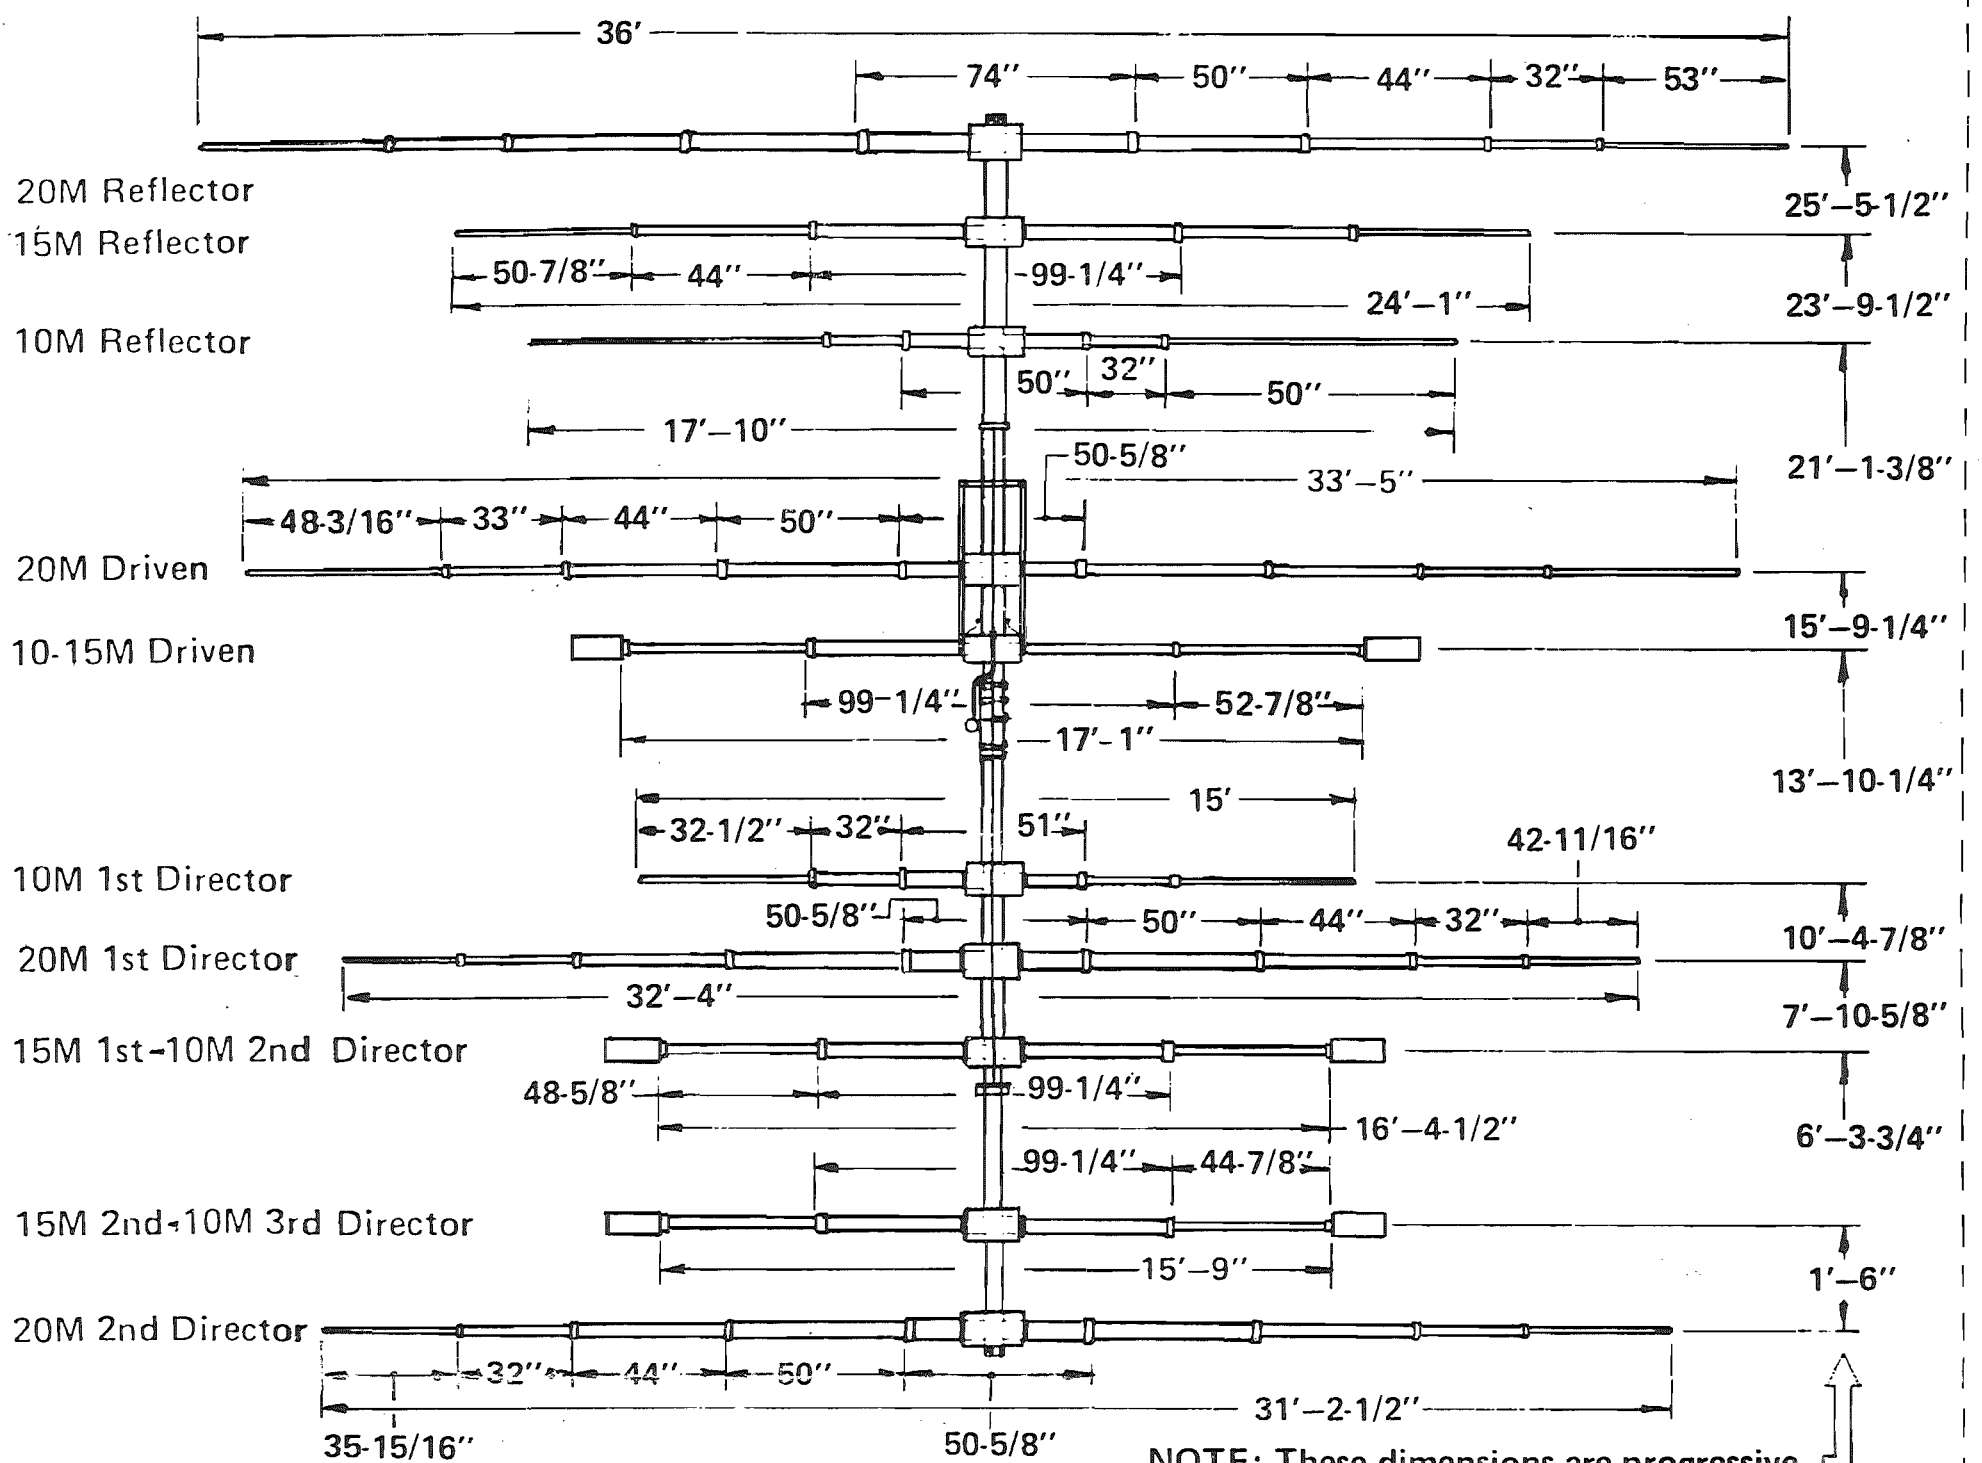 36′
74″ 50″ 44″ 32″ 53″
20M Reflector
25′–5-1/2″
15M Reflector
50-7/8″ 44″ 99-1/4″
24′–1″
23′–9-1/2″
10M Reflector
50″ 32″ 50″
17′–10″
50-5/8″
33′–5″
21′–1-3/8″
48-3/16″ 33″ 44″ 50″
20M Driven
15′–9-1/4″
10-15M Driven
99-1/4″ 52-7/8″
17′-1″
13′–10-1/4″
15′
32-1/2″ 32″ 51″
42-11/16″
10M 1st Director
50-5/8″ 50″ 44″ 32″
10′–4-7/8″
20M 1st Director
32′–4″
7′–10-5/8″
15M 1st-10M 2nd Director
48-5/8″ 99-1/4″
16′–4-1/2″
6′–3-3/4″
99-1/4″ 44-7/8″
15M 2nd-10M 3rd Director
15′–9″
1′–6″
20M 2nd Director
32″ 44″ 50″
31′–2-1/2″
35-15/16″ 50-5/8″
NOTE: These dimensions are progressive